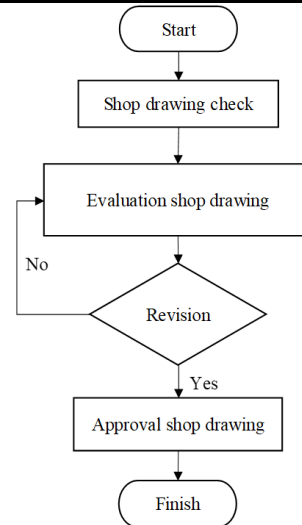 Start
Shop drawing check
Evaluation shop drawing
No
Revision
Yes
Approval shop drawing
Finish